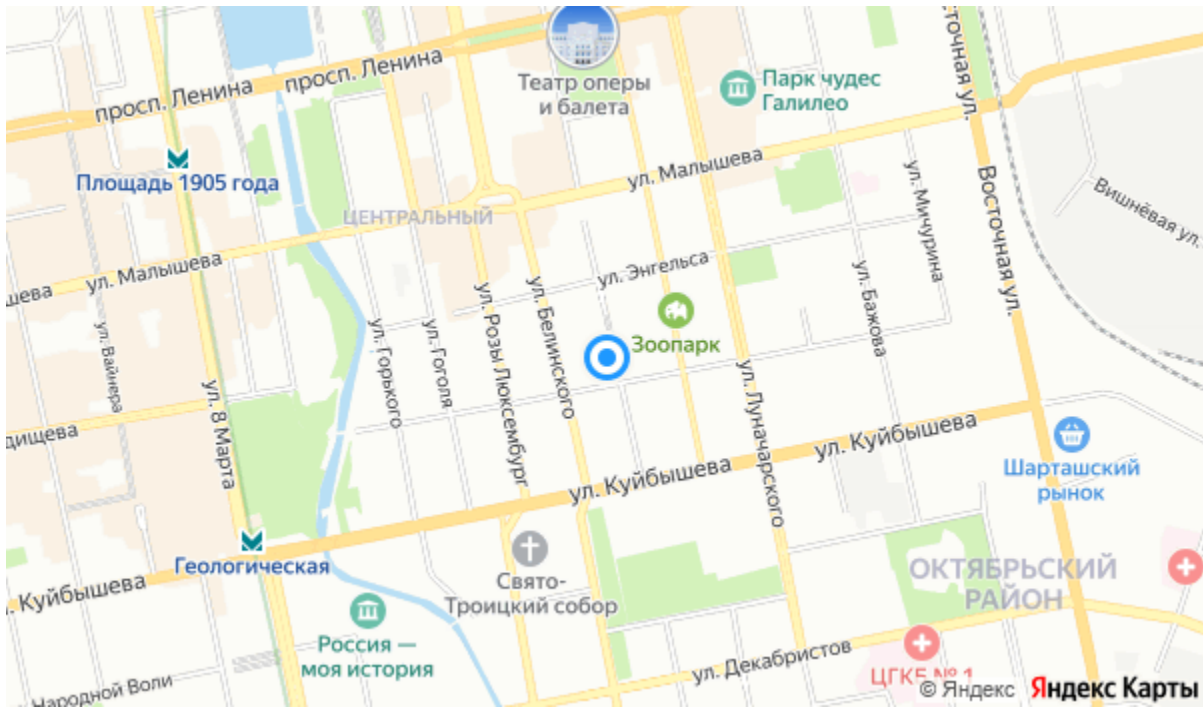 просп. Ленина
просп. Ленина
Театр оперы
и балета
Парк чудес
Галилео
сточная ул.
Площадь 1905 года
ул. Малышева
ЦЕНТРАЛЬНЫЙ
ул. Мичурина
Восточная ул.
Вишнёвая ул.
ул. Малышева
шева
ул. Энгельса
ул. Бажова
ул. Вайнера
ул. Горького
ул. Гоголя
ул. Розы Люксембург
ул. Белинского
Зоопарк
ул. 8 Марта
дищева
ул. Луначарского
ул. Куйбышева
ул. Куйбышева
Шарташский
рынок
Геологическая
. Куйбышева
Свято-
Троицкий собор
ОКТЯБРЬСКИЙ
РАЙОН
Россия —
моя история
ул. Декабристов
ЦГКБ № 1
Народной Воли
© Яндекс Яндекс Карты